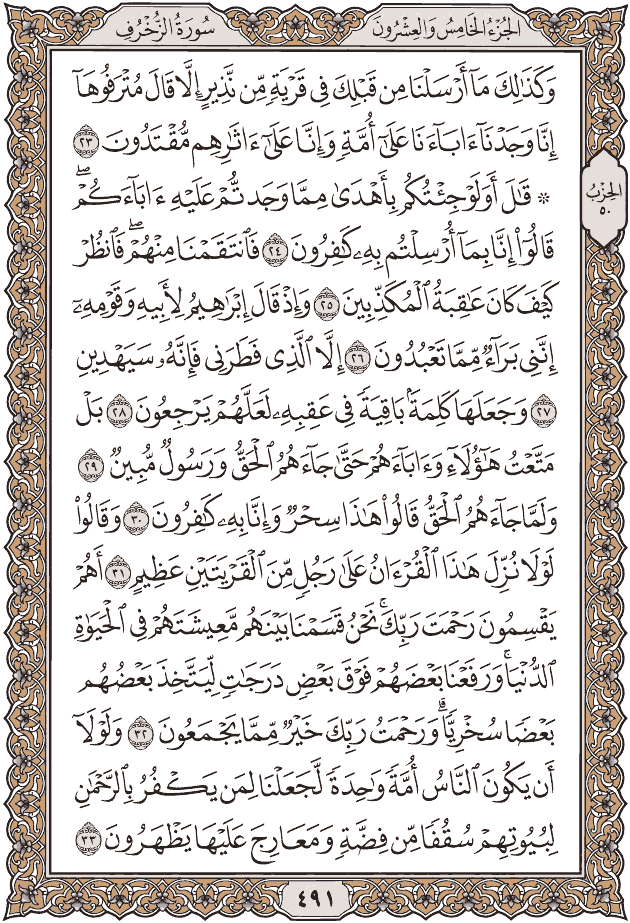 سُورَةُ الزُّخْرُفِ
الجُزْءُ الخَامِسُ وَالعِشْرُونَ
وَكَذَٰلِكَ مَآ أَرْسَلْنَا مِن قَبْلِكَ فِى قَرْيَةٍ مِّن نَّذِيرٍ إِلَّا قَالَ مُتْرَفُوهَآ
إِنَّا وَجَدْنَآ ءَابَآءَنَا عَلَىٰٓ أُمَّةٍ وَإِنَّا عَلَىٰٓ ءَاثَٰرِهِم مُّقْتَدُونَ ٢٣
۞ قَٰلَ أَوَلَوْ جِئْتُكُم بِأَهْدَىٰ مِمَّا وَجَدتُّمْ عَلَيْهِ ءَابَآءَكُمْ ۖ
قَالُوٓا۟ إِنَّا بِمَآ أُرْسِلْتُم بِهِۦ كَٰفِرُونَ ٢٤ فَٱنتَقَمْنَا مِنْهُمْ ۖ فَٱنظُرْ
كَيْفَ كَانَ عَٰقِبَةُ ٱلْمُكَذِّبِينَ ٢٥ وَإِذْ قَالَ إِبْرَٰهِيمُ لِأَبِيهِ وَقَوْمِهِۦٓ
إِنَّنِى بَرَآءٌ مِّمَّا تَعْبُدُونَ ٢٦ إِلَّا ٱلَّذِى فَطَرَنِى فَإِنَّهُۥ سَيَهْدِينِ
٢٧ وَجَعَلَهَا كَلِمَةًۢ بَاقِيَةً فِى عَقِبِهِۦ لَعَلَّهُمْ يَرْجِعُونَ ٢٨ بَلْ
مَتَّعْتُ هَٰٓؤُلَآءِ وَءَابَآءَهُمْ حَتَّىٰ جَآءَهُمُ ٱلْحَقُّ وَرَسُولٌ مُّبِينٌ ٢٩
وَلَمَّا جَآءَهُمُ ٱلْحَقُّ قَالُوا۟ هَٰذَا سِحْرٌ وَإِنَّا بِهِۦ كَٰفِرُونَ ٣٠ وَقَالُوا۟
لَوْلَا نُزِّلَ هَٰذَا ٱلْقُرْءَانُ عَلَىٰ رَجُلٍ مِّنَ ٱلْقَرْيَتَيْنِ عَظِيمٍ ٣١ أَهُمْ
يَقْسِمُونَ رَحْمَتَ رَبِّكَ ۚ نَحْنُ قَسَمْنَا بَيْنَهُم مَّعِيشَتَهُمْ فِى ٱلْحَيَوٰةِ
ٱلدُّنْيَا ۚ وَرَفَعْنَا بَعْضَهُمْ فَوْقَ بَعْضٍ دَرَجَٰتٍ لِّيَتَّخِذَ بَعْضُهُم
بَعْضًا سُخْرِيًّا ۗ وَرَحْمَتُ رَبِّكَ خَيْرٌ مِّمَّا يَجْمَعُونَ ٣٢ وَلَوْلَآ
أَن يَكُونَ ٱلنَّاسُ أُمَّةً وَٰحِدَةً لَّجَعَلْنَا لِمَن يَكْفُرُ بِٱلرَّحْمَٰنِ
لِبُيُوتِهِمْ سُقُفًا مِّن فِضَّةٍ وَمَعَارِجَ عَلَيْهَا يَظْهَرُونَ ٣٣
الحِزْبُ
٥٠
٤٩١